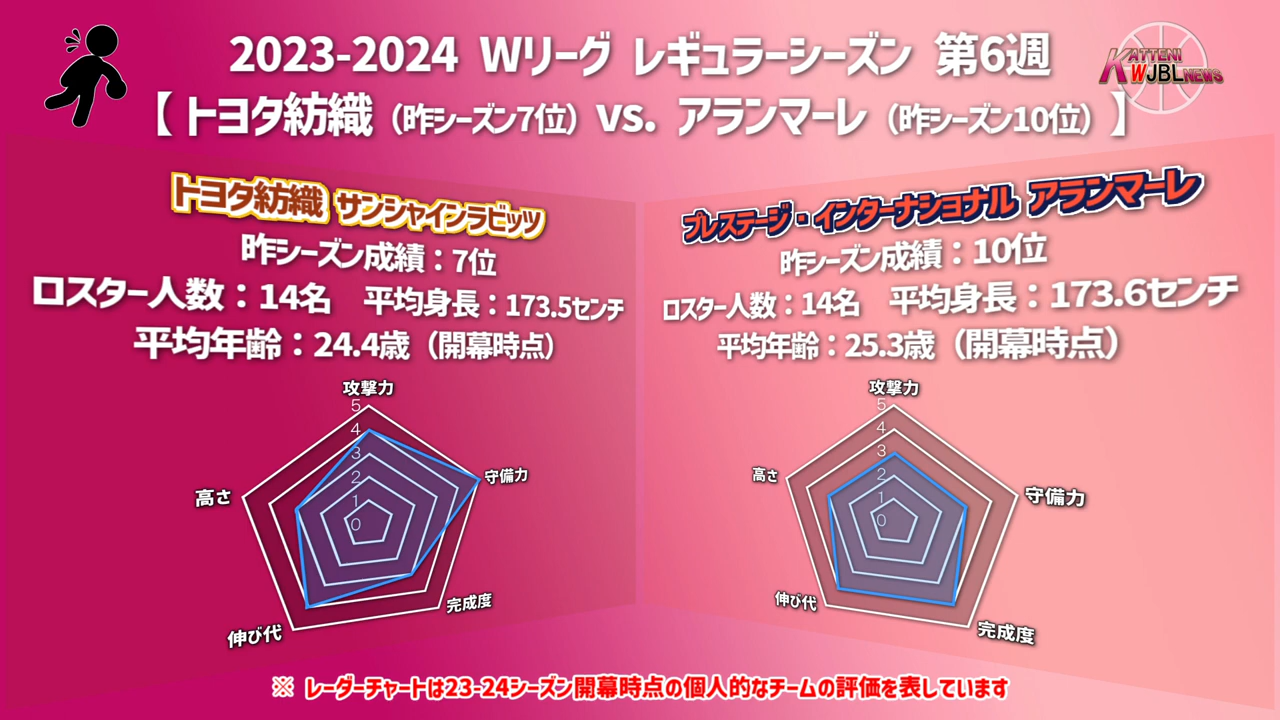 2023-2024 Wリーグ レギュラーシーズン 第6週
【 トヨタ紡織（昨シーズン7位）VS. アランマーレ（昨シーズン10位）】
KATTENI
WJBL NEWS
トヨタ紡織 サンシャインラビッツ
昨シーズン成績：7位
ロスター人数：14名　平均身長：173.5センチ
平均年齢：24.4歳（開幕時点）
攻撃力
5
4
3
2
1
0
守備力
高さ
完成度
伸び代
プレステージ・インターナショナル アランマーレ
昨シーズン成績：10位
ロスター人数：14名　平均身長：173.6センチ
平均年齢：25.3歳（開幕時点）
攻撃力
5
4
3
2
1
0
高さ
守備力
伸び代
完成度
※ レーダーチャートは23-24シーズン開幕時点の個人的なチームの評価を表しています